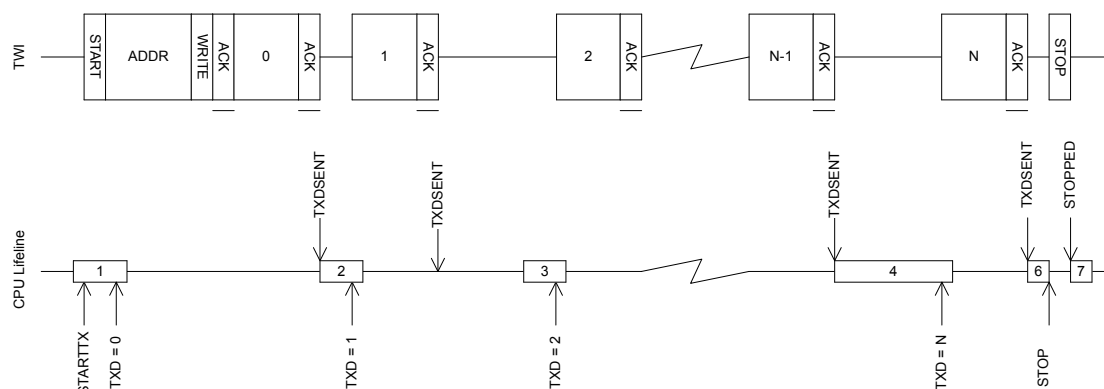 TWI
START
ADDR
WRITE
ACK
0
ACK
1
ACK
2
ACK
N-1
ACK
N
ACK
STOP
CPU Lifeline
TXDSENT
TXDSENT
TXDSENT
TXDSENT
STOPPED
1
2
3
4
6
7
STARTTX
TXD = 0
TXD = 1
TXD = 2
TXD = N
STOP